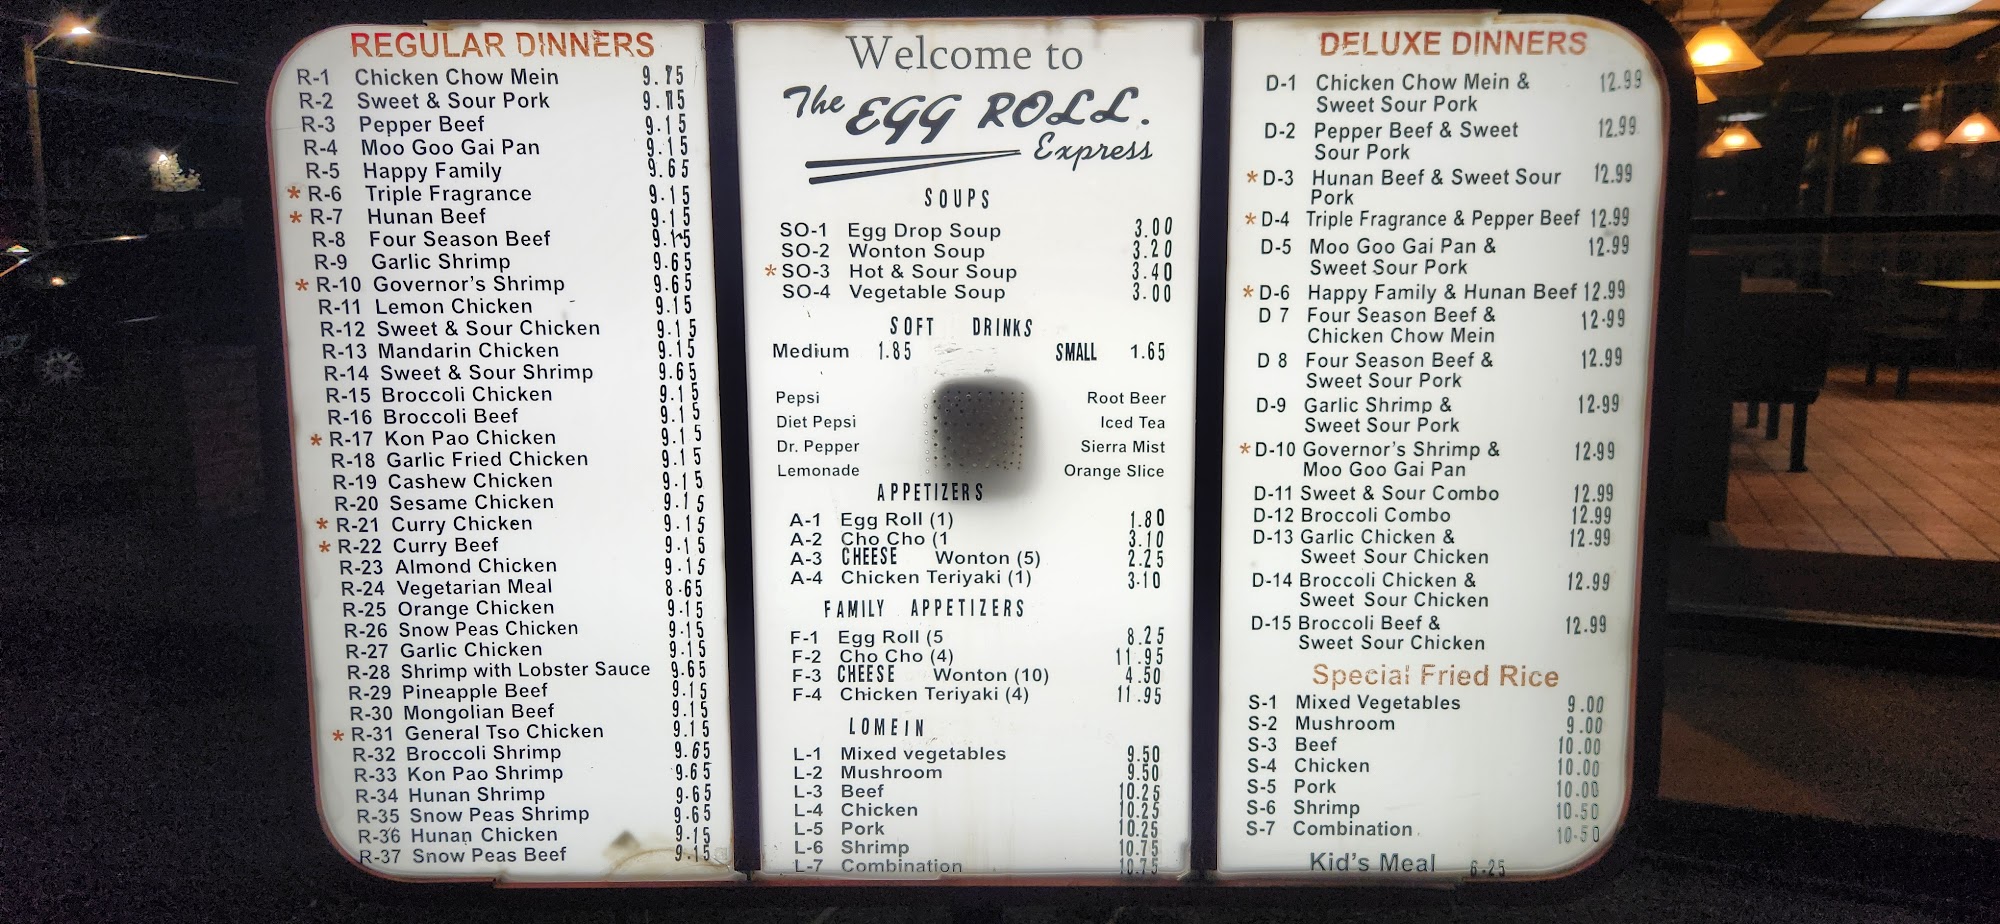 REGULAR DINNERS
R-1 Chicken Chow Mein 9.15
R-2 Sweet & Sour Pork 9.15
R-3 Pepper Beef 9.15
R-4 Moo Goo Gai Pan 9.15
R-5 Happy Family 9.65
* R-6 Triple Fragrance 9.15
* R-7 Hunan Beef 9.15
R-8 Four Season Beef 9.15
R-9 Garlic Shrimp 9.65
* R-10 Governor's Shrimp 9.65
R-11 Lemon Chicken 9.15
R-12 Sweet & Sour Chicken 9.15
R-13 Mandarin Chicken 9.15
R-14 Sweet & Sour Shrimp 9.65
R-15 Broccoli Chicken 9.15
R-16 Broccoli Beef 9.15
* R-17 Kon Pao Chicken 9.15
R-18 Garlic Fried Chicken 9.15
R-19 Cashew Chicken 9.15
R-20 Sesame Chicken 9.15
* R-21 Curry Chicken 9.15
* R-22 Curry Beef 9.15
R-23 Almond Chicken 9.15
R-24 Vegetarian Meal 8.65
R-25 Orange Chicken 9.15
R-26 Snow Peas Chicken 9.15
R-27 Garlic Chicken 9.15
R-28 Shrimp with Lobster Sauce 9.65
R-29 Pineapple Beef 9.15
R-30 Mongolian Beef 9.15
* R-31 General Tso Chicken 9.15
R-32 Broccoli Shrimp 9.65
R-33 Kon Pao Shrimp 9.65
R-34 Hunan Shrimp 9.65
R-35 Snow Peas Shrimp 9.65
R-36 Hunan Chicken 9.15
R-37 Snow Peas Beef 9.15
Welcome to
The EGG ROLL.
Express
SOUPS
SO-1 Egg Drop Soup 3.00
SO-2 Wonton Soup 3.20
* SO-3 Hot & Sour Soup 3.40
SO-4 Vegetable Soup 3.00
SOFT DRINKS
Medium 1.85 SMALL 1.65
Pepsi Root Beer
Diet Pepsi Iced Tea
Dr. Pepper Sierra Mist
Lemonade Orange Slice
APPETIZERS
A-1 Egg Roll (1) 1.80
A-2 Cho Cho (1 3.10
A-3 CHEESE Wonton (5) 2.25
A-4 Chicken Teriyaki (1) 3.10
FAMILY APPETIZERS
F-1 Egg Roll (5 8.25
F-2 Cho Cho (4) 11.95
F-3 CHEESE Wonton (10) 4.50
F-4 Chicken Teriyaki (4) 11.95
LOMEIN
L-1 Mixed vegetables 9.50
L-2 Mushroom 9.50
L-3 Beef 10.25
L-4 Chicken 10.25
L-5 Pork 10.25
L-6 Shrimp 10.75
L-7 Combination 10.75
DELUXE DINNERS
D-1 Chicken Chow Mein & 12.99
Sweet Sour Pork
D-2 Pepper Beef & Sweet 12.99
Sour Pork
* D-3 Hunan Beef & Sweet Sour 12.99
Pork
* D-4 Triple Fragrance & Pepper Beef 12.99
D-5 Moo Goo Gai Pan & 12.99
Sweet Sour Pork
* D-6 Happy Family & Hunan Beef 12.99
D 7 Four Season Beef & 12.99
Chicken Chow Mein
D 8 Four Season Beef & 12.99
Sweet Sour Pork
D-9 Garlic Shrimp & 12.99
Sweet Sour Pork
* D-10 Governor's Shrimp & 12.99
Moo Goo Gai Pan
D-11 Sweet & Sour Combo 12.99
D-12 Broccoli Combo 12.99
D-13 Garlic Chicken & 12.99
Sweet Sour Chicken
D-14 Broccoli Chicken & 12.99
Sweet Sour Chicken
D-15 Broccoli Beef & 12.99
Sweet Sour Chicken
Special Fried Rice
S-1 Mixed Vegetables 9.00
S-2 Mushroom 9.00
S-3 Beef 10.00
S-4 Chicken 10.00
S-5 Pork 10.00
S-6 Shrimp 10.50
S-7 Combination 10.50
Kid's Meal 6.25